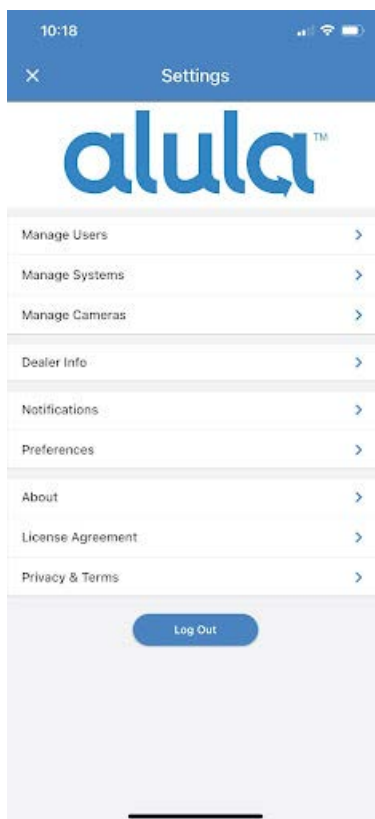 10:18
Settings
alula™
Manage Users
Manage Systems
Manage Cameras
Dealer Info
Notifications
Preferences
About
License Agreement
Privacy & Terms
Log Out